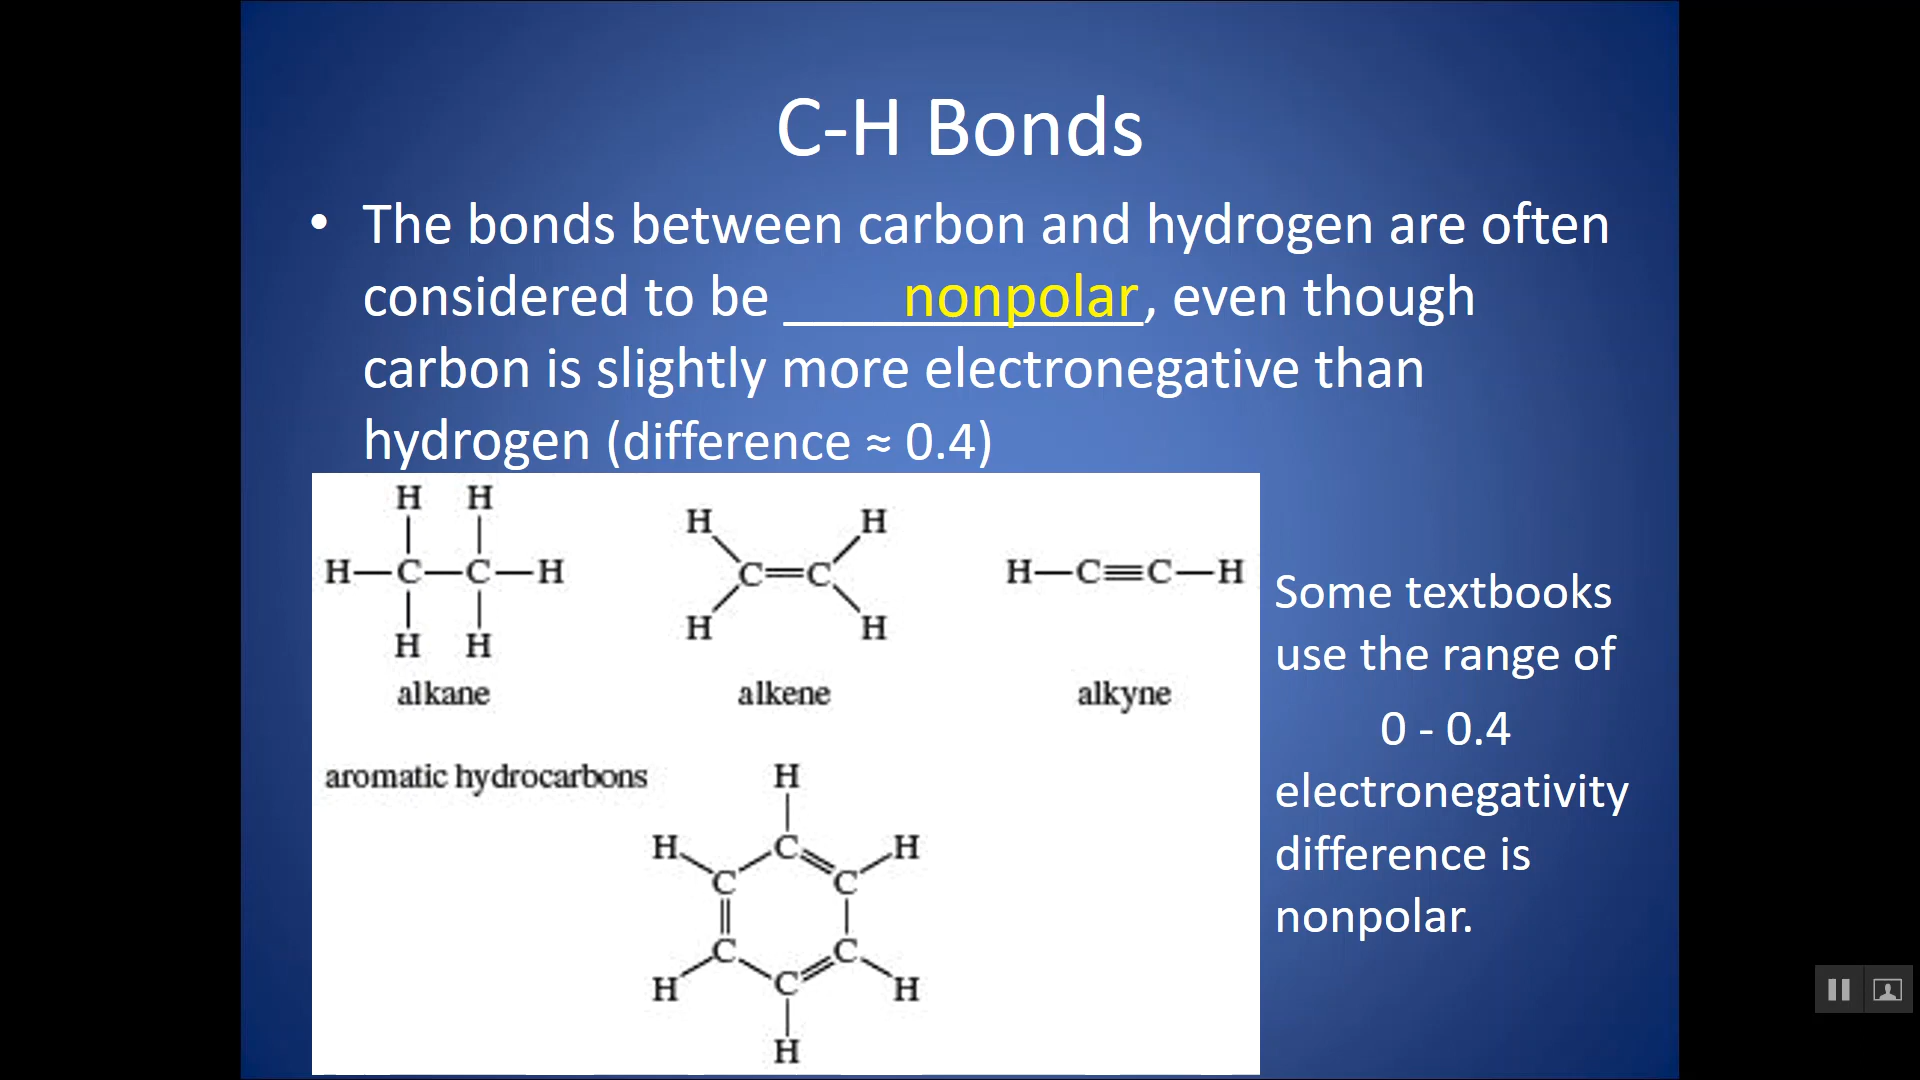 C-H Bonds
• The bonds between carbon and hydrogen are often
considered to be ______nonpolar, even though
carbon is slightly more electronegative than
hydrogen (difference ≈ 0.4)
H H
H—C—C—H
H H
alkane
H H
C=C
H H
alkene
H—C≡C—H
alkyne
aromatic hydrocarbons
H
H C H
C C
C C
H C H
H
Some textbooks
use the range of
0 - 0.4
electronegativity
difference is
nonpolar.